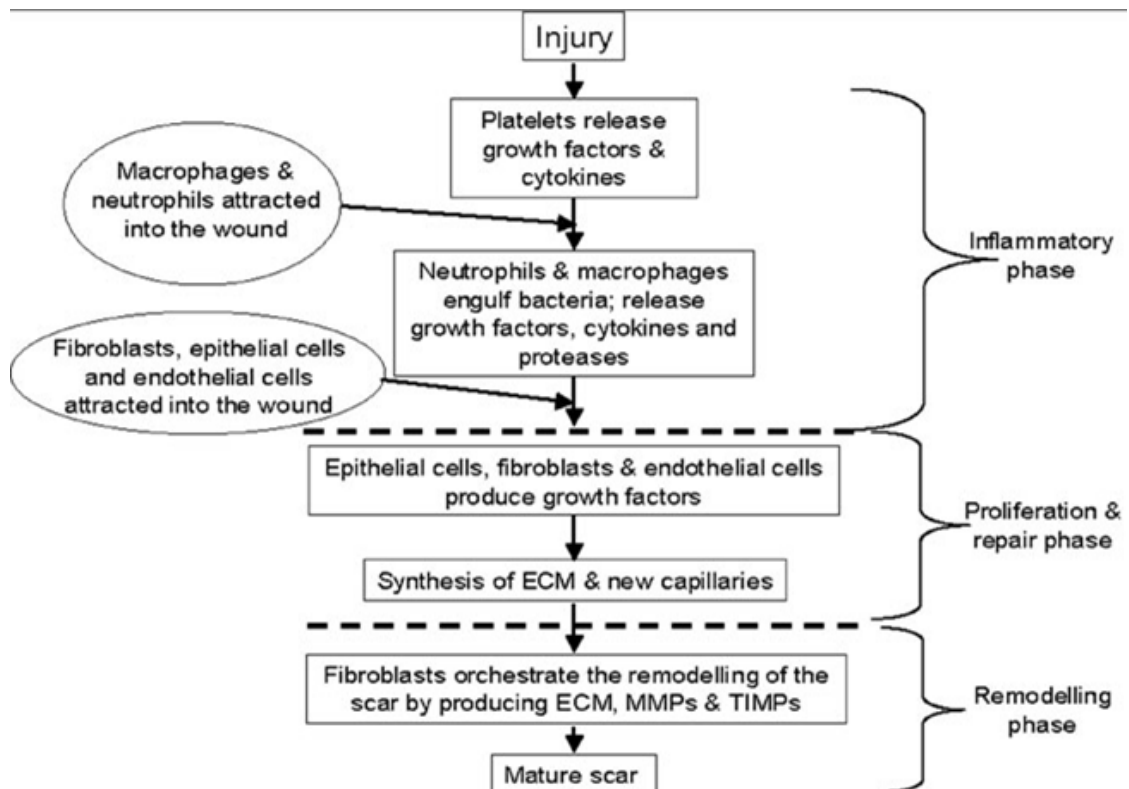 Injury
Platelets release
growth factors &
cytokines
Macrophages &
neutrophils attracted
into the wound
Inflammatory
phase
Neutrophils & macrophages
engulf bacteria; release
growth factors, cytokines and
proteases
Fibroblasts, epithelial cells
and endothelial cells
attracted into the wound
Epithelial cells, fibroblasts & endothelial cells
produce growth factors
Proliferation &
repair phase
Synthesis of ECM & new capillaries
Fibroblasts orchestrate the remodelling of the
scar by producing ECM, MMPs & TIMPs
Remodelling
phase
Mature scar